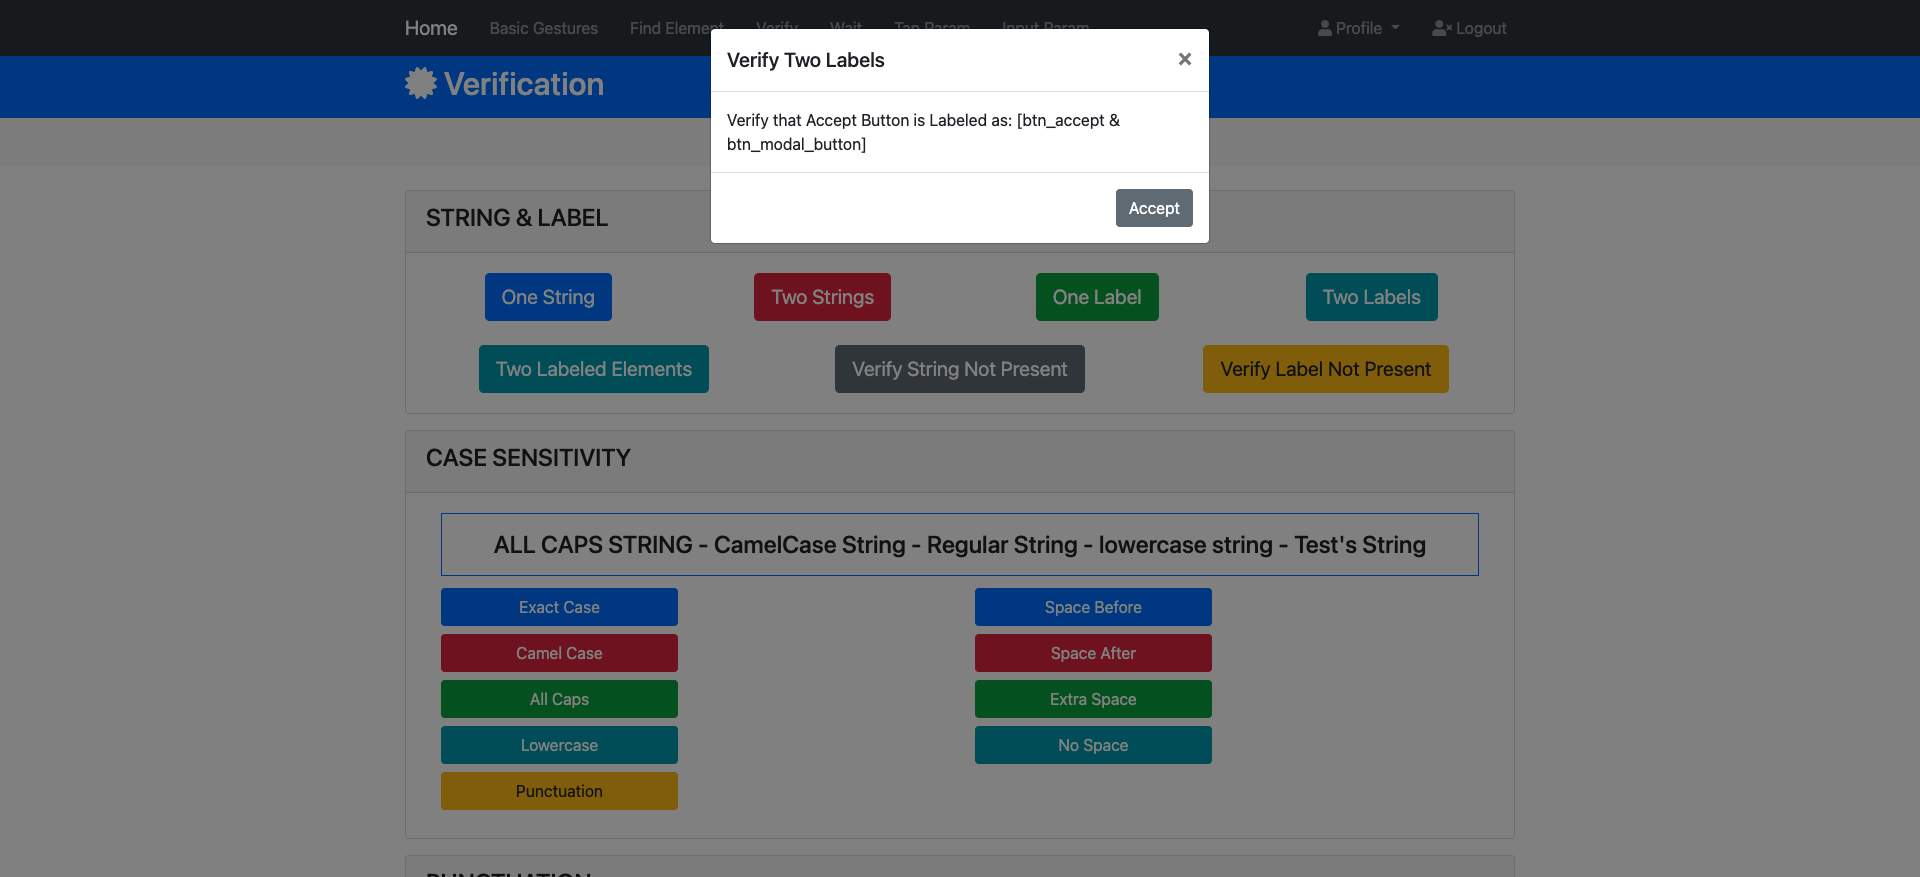 Home Basic Gestures Find Element Verify Wait Tap Param Input Param Profile Logout
Verify Two Labels ×
Verification
Verify that Accept Button is Labeled as: [btn_accept &
btn_modal_button]
Accept
STRING & LABEL
One String Two Strings One Label Two Labels
Two Labeled Elements Verify String Not Present Verify Label Not Present
CASE SENSITIVITY
ALL CAPS STRING - CamelCase String - Regular String - lowercase string - Test's String
Exact Case Space Before
Camel Case Space After
All Caps Extra Space
Lowercase No Space
Punctuation
PUNCTUATION